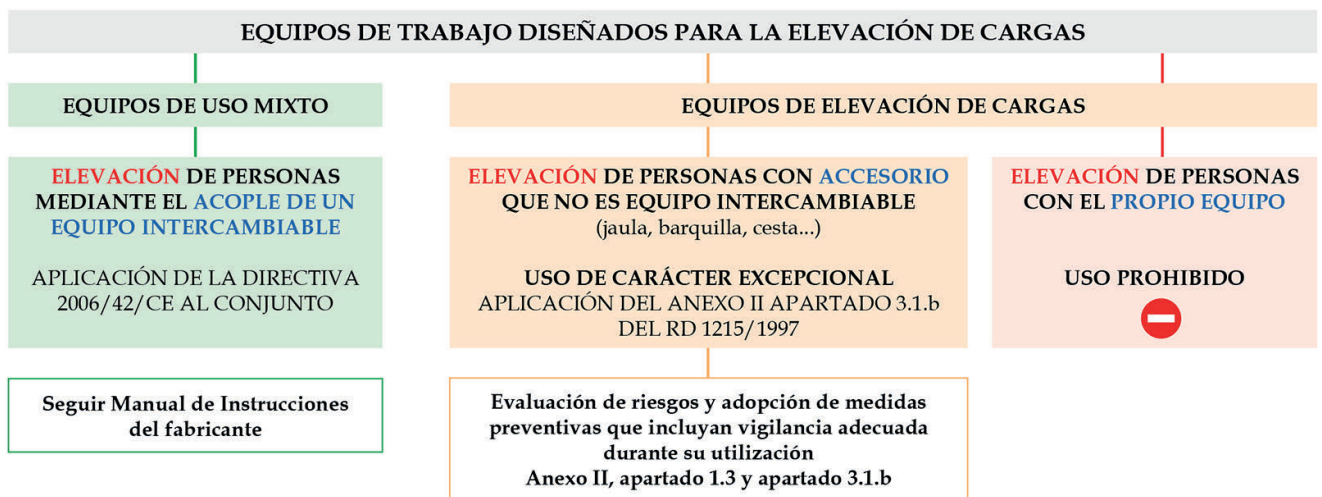 EQUIPOS DE TRABAJO DISEÑADOS PARA LA ELEVACIÓN DE CARGAS
EQUIPOS DE USO MIXTO
ELEVACIÓN DE PERSONAS
MEDIANTE EL ACOPLE DE UN
EQUIPO INTERCAMBIABLE
APLICACIÓN DE LA DIRECTIVA
2006/42/CE AL CONJUNTO
Seguir Manual de Instrucciones
del fabricante
EQUIPOS DE ELEVACIÓN DE CARGAS
ELEVACIÓN DE PERSONAS CON ACCESORIO
QUE NO ES EQUIPO INTERCAMBIABLE
(jaula, barquilla, cesta...)
USO DE CARÁCTER EXCEPCIONAL
APLICACIÓN DEL ANEXO II APARTADO 3.1.b
DEL RD 1215/1997
Evaluación de riesgos y adopción de medidas
preventivas que incluyan vigilancia adecuada
durante su utilización
Anexo II, apartado 1.3 y apartado 3.1.b
ELEVACIÓN DE PERSONAS
CON EL PROPIO EQUIPO
USO PROHIBIDO